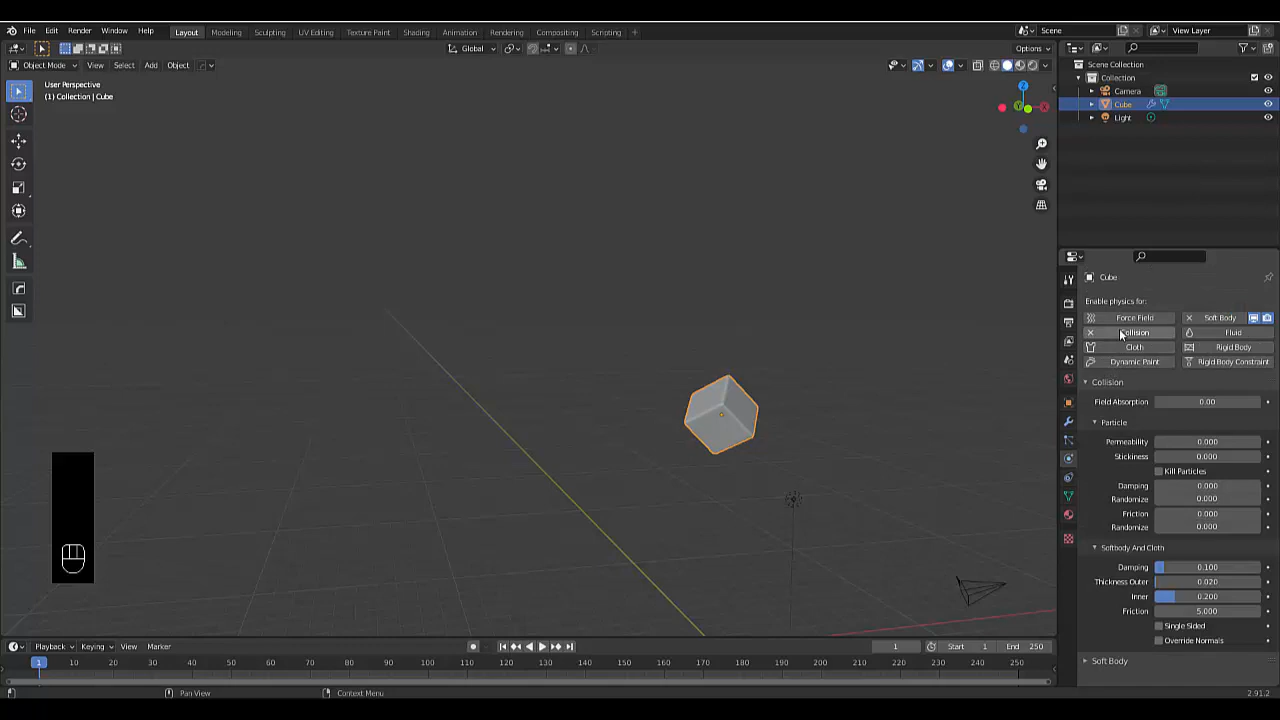 File Edit Render Window Help Layout Modeling Sculpting UV Editing Texture Paint Shading Animation Rendering Compositing Scripting + Scene View Layer
Global Options
Object Mode View Select Add Object
User Perspective
(1) Collection | Cube
Scene Collection
Collection
Camera
Cube
Light
Cube
Enable physics for:
Force Field Soft Body
Collision Fluid
Cloth Rigid Body
Dynamic Paint Rigid Body Constraint
Collision
Field Absorption 0.00
Particle
Permeability 0.000
Stickiness 0.000
Kill Particles
Damping 0.000
Randomize 0.000
Friction 0.000
Randomize 0.000
Softbody And Cloth
Damping 0.100
Thickness Outer 0.020
Inner 0.200
Friction 5.000
Single Sided
Override Normals
Soft Body
Playback Keying View Marker 1 Start 1 End 250
1 10 20 30 40 50 60 70 80 90 100 110 120 130 140 150 160 170 180 190 200 210 220 230 240 250
Pan View Context Menu 2.91.2